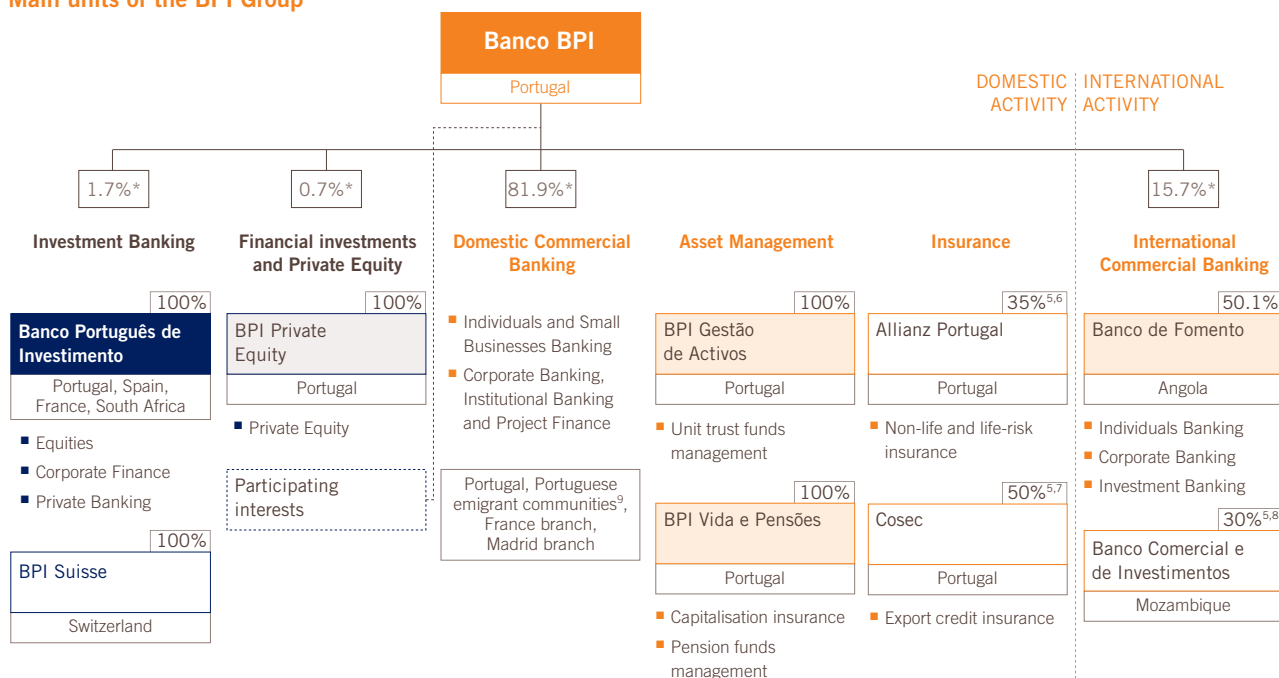 Main units of the BPI Group
Banco BPI
Portugal
DOMESTIC
ACTIVITY
INTERNATIONAL
ACTIVITY
1.7%*
0.7%*
81.9%*
15.7%*
Investment Banking
100%
Banco Português de
Investimento
Portugal, Spain,
France, South Africa
■ Equities
■ Corporate Finance
■ Private Banking
100%
BPI Suisse
Switzerland
Financial investments
and Private Equity
100%
BPI Private
Equity
Portugal
■ Private Equity
Participating
interests
Domestic Commercial
Banking
■ Individuals and Small
Businesses Banking
■ Corporate Banking,
Institutional Banking
and Project Finance
Portugal, Portuguese
emigrant communities9,
France branch,
Madrid branch
Asset Management
100%
BPI Gestão
de Activos
Portugal
■ Unit trust funds
management
100%
BPI Vida e Pensões
Portugal
■ Capitalisation insurance
■ Pension funds
management
Insurance
35%5,6
Allianz Portugal
Portugal
■ Non-life and life-risk
insurance
50%5,7
Cosec
Portugal
■ Export credit insurance
International
Commercial Banking
50.1%
Banco de Fomento
Angola
■ Individuals Banking
■ Corporate Banking
■ Investment Banking
30%5,8
Banco Comercial e
de Investimentos
Mozambique